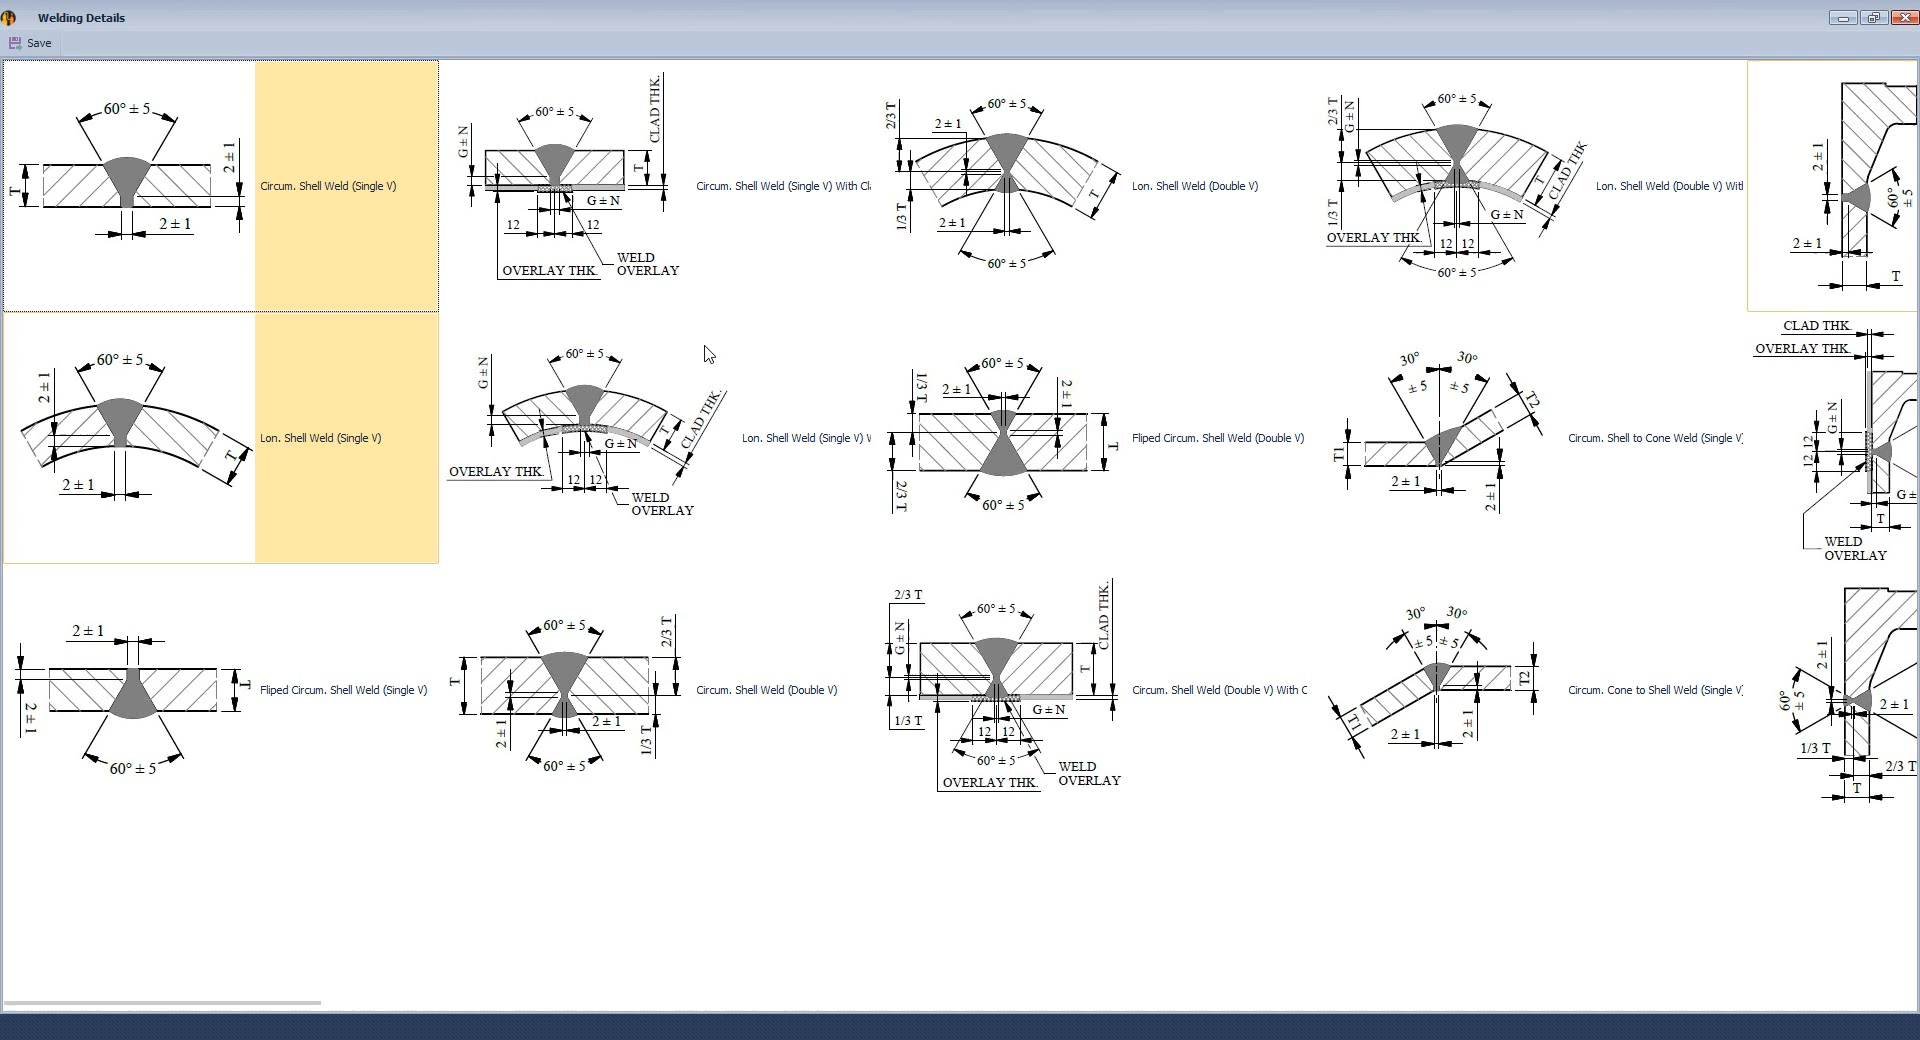 Welding Details
Save
60° ± 5
2 ± 1
T
2 ± 1
Circum. Shell Weld (Single V)
CLAD THK.
60° ± 5
G ± N
T
G ± N
12
12
WELD
OVERLAY
OVERLAY THK.
Circum. Shell Weld (Single V) With Cl
2/3 T
60° ± 5
2 ± 1
1/3 T
T
2 ± 1
60° ± 5
Lon. Shell Weld (Double V)
2/3 T
G ± N
60° ± 5
T
CLAD THK
1/3 T
G ± N
OVERLAY THK.
12
12
60° ± 5
Lon. Shell Weld (Double V) Wit
2 ± 1
60°
± 5
2 ± 1
T
60° ± 5
2 ± 1
T
2 ± 1
Lon. Shell Weld (Single V)
60° ± 5
G ± N
T
CLAD THK.
G ± N
OVERLAY THK.
12
12
WELD
OVERLAY
Lon. Shell Weld (Single V)
1/3 T
60° ± 5
2 ± 1
2 ± 1
T
2/3 T
60° ± 5
Fliped Circum. Shell Weld (Double V)
30°
30°
± 5
± 5
T2
T1
2 ± 1
2 ± 1
Circum. Shell to Cone Weld (Single V
CLAD THK.
OVERLAY THK.
G ± N
12
12
G ±
T
WELD
OVERLAY
2 ± 1
T
2 ± 1
60° ± 5
Fliped Circum. Shell Weld (Single V)
60° ± 5
2/3 T
T
2 ± 1
2 ± 1
1/3 T
60° ± 5
Circum. Shell Weld (Double V)
2/3 T
60° ± 5
CLAD THK.
G ± N
T
1/3 T
G ± N
12
12
60° ± 5
WELD
OVERLAY
OVERLAY THK.
Circum. Shell Weld (Double V) With C
30°
30°
± 5
± 5
T2
T1
2 ± 1
2 ± 1
Circum. Cone to Shell Weld (Single V
2 ± 1
60°
± 5
2 ± 1
1/3 T
2/3 T
T